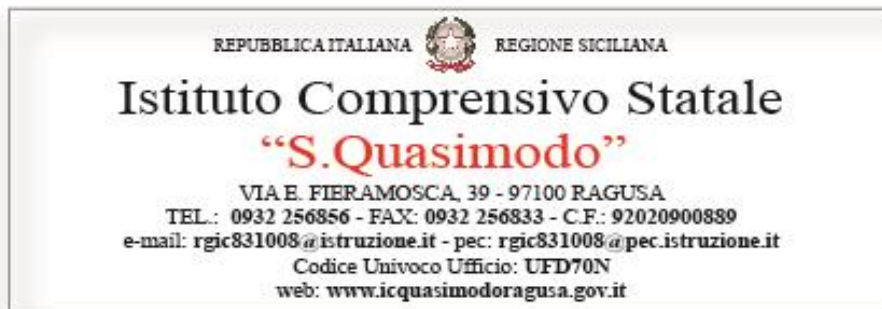 REPUBBLICA ITALIANA REGIONE SICILIANA
Istituto Comprensivo Statale
“S.Quasimodo”
VIA E. FIERAMOSCA, 39 - 97100 RAGUSA
TEL.: 0932 256856 - FAX: 0932 256833 - C.F.: 92020900889
e-mail: rgic831008@istruzione.it - pec: rgic831008@pec.istruzione.it
Codice Univoco Ufficio: UFD70N
web: www.icquasimodoragusa.gov.it